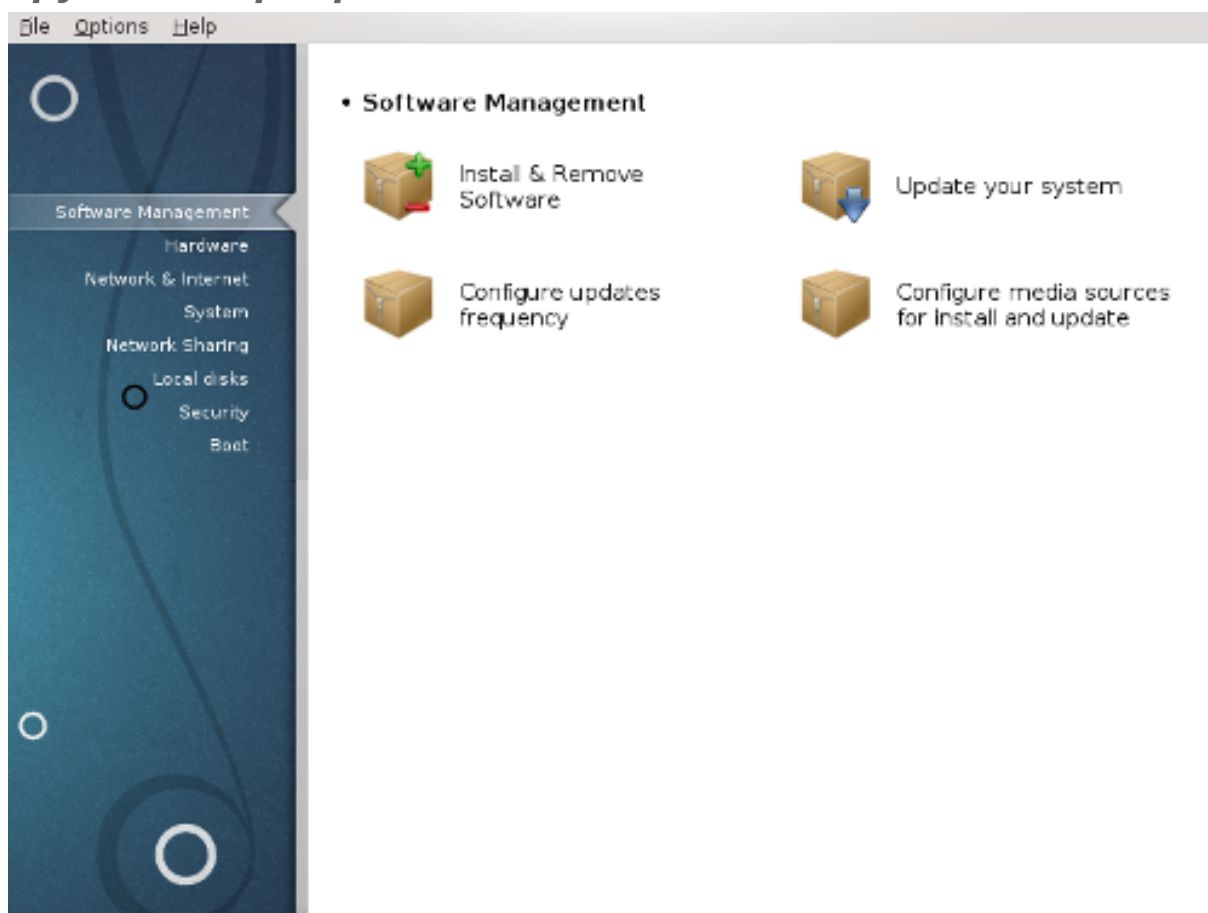 File Options Help
• Software Management
Install & Remove
Software
Update your system
Configure updates
frequency
Configure media sources
for install and update
Software Management
Hardware
Network & Internet
System
Network Sharing
Local disks
Security
Boot